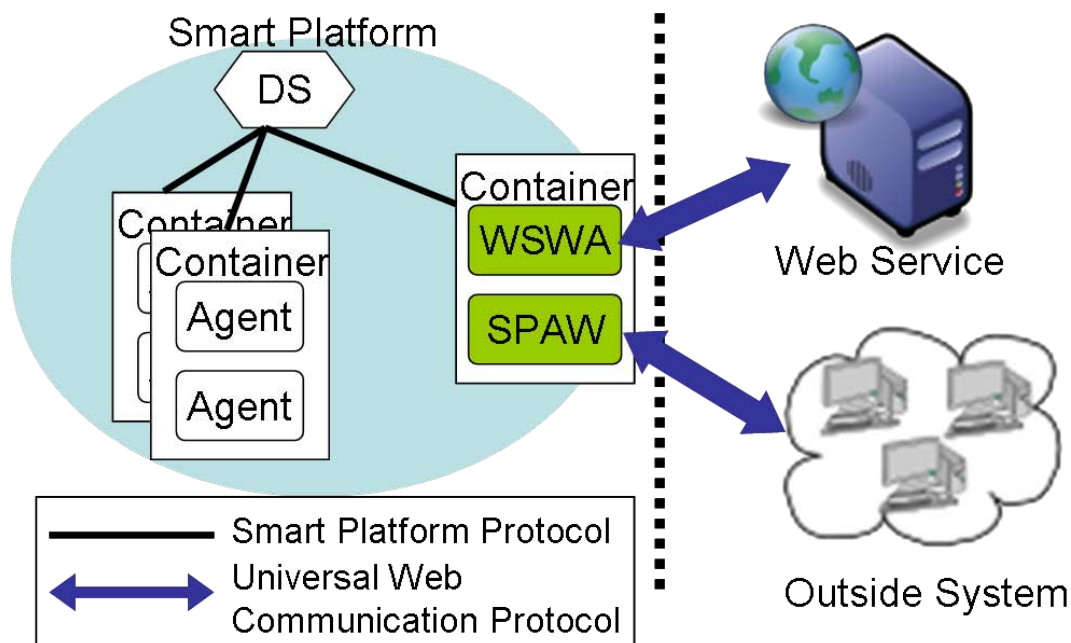 Smart Platform
DS
Container
Container
Agent
Agent
Container
WSWA
SPAW
Web Service
Outside System
Smart Platform Protocol
Universal Web
Communication Protocol